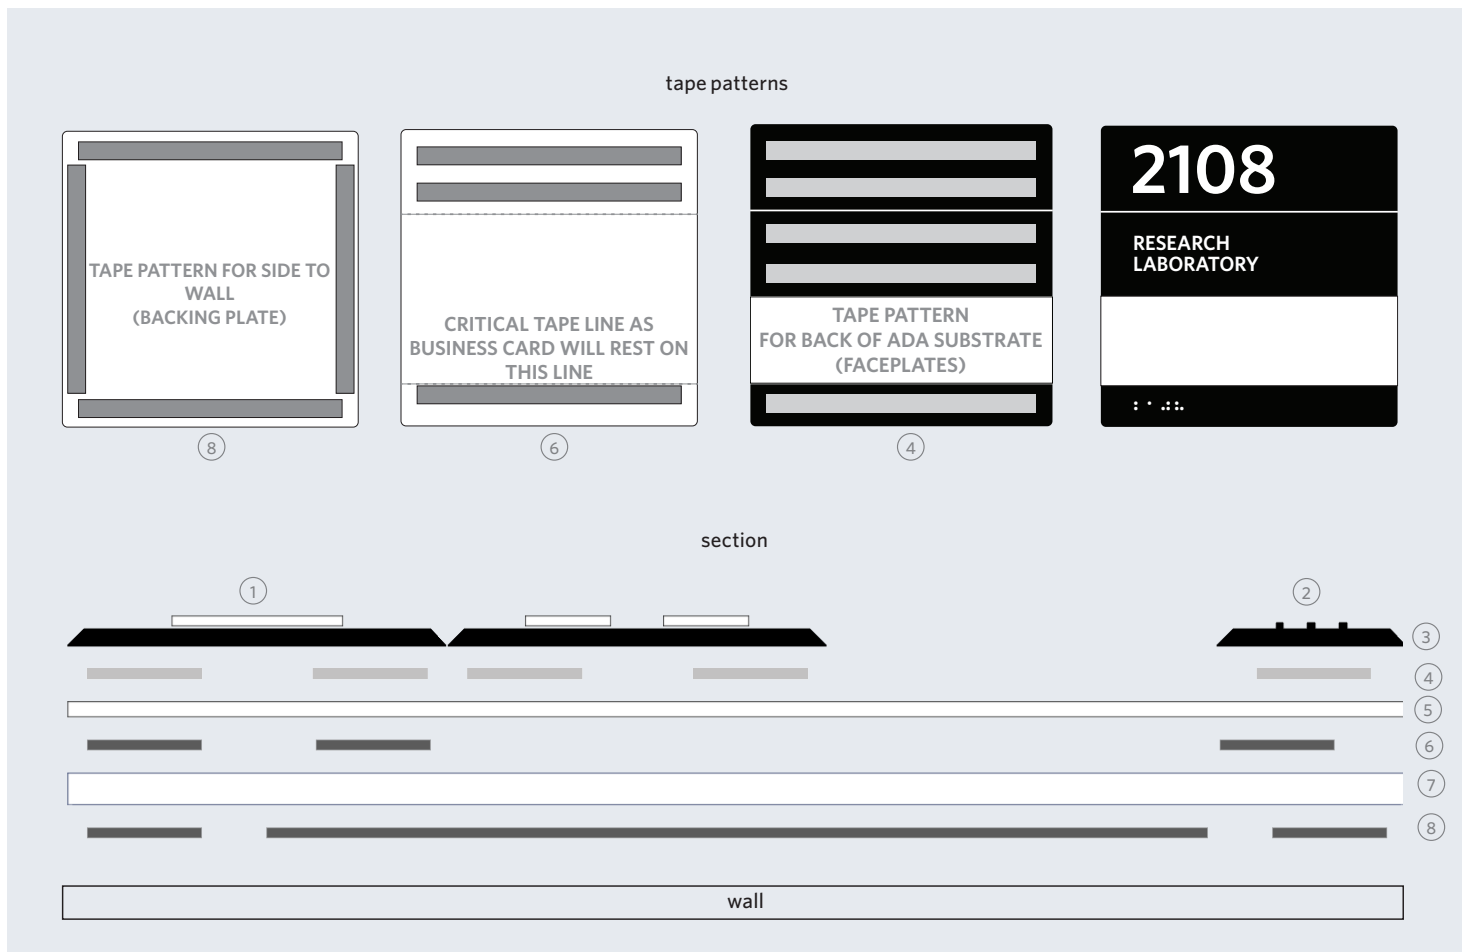 tape patterns
TAPE PATTERN FOR SIDE TO
WALL
(BACKING PLATE)
8
CRITICAL TAPE LINE AS
BUSINESS CARD WILL REST ON
THIS LINE
6
TAPE PATTERN
FOR BACK OF ADA SUBSTRATE
(FACEPLATES)
4
2108
RESEARCH
LABORATORY
section
1
2
3
4
5
6
7
8
wall